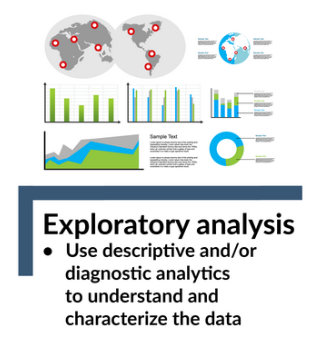 Sample Text
Exploratory analysis
• Use descriptive and/or
diagnostic analytics
to understand and
characterize the data